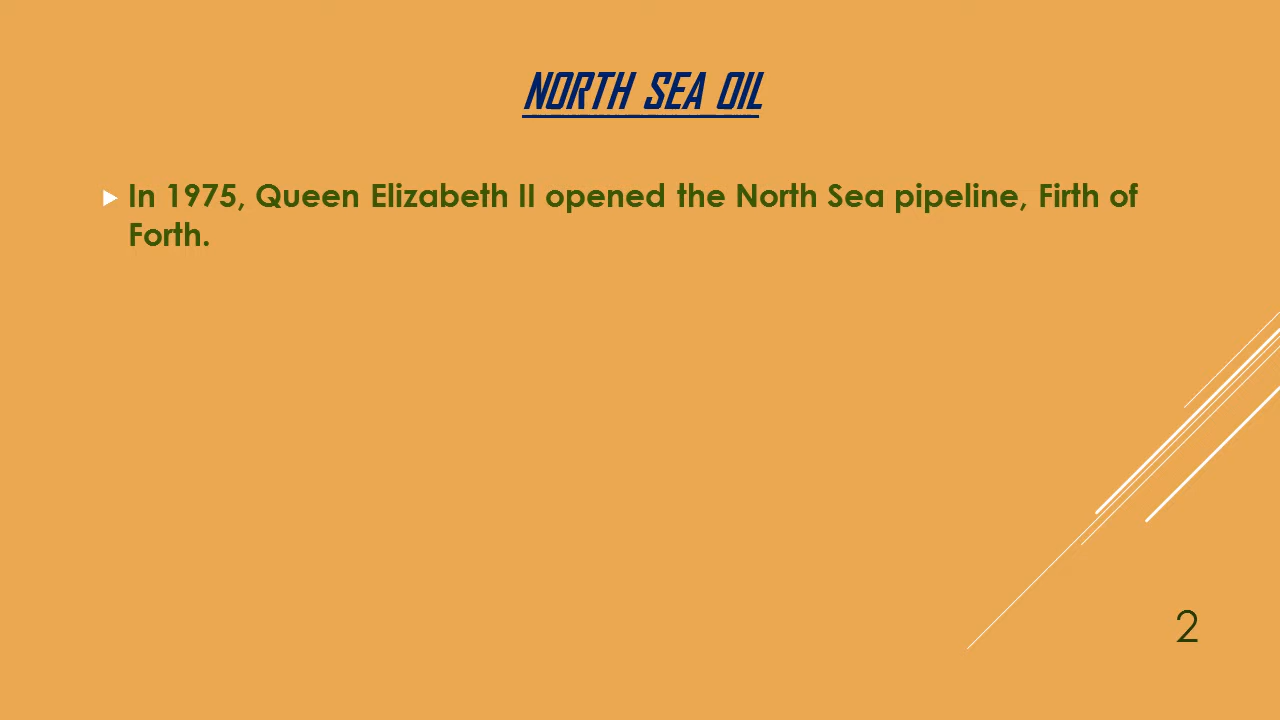 NORTH SEA OIL
In 1975, Queen Elizabeth II opened the North Sea pipeline, Firth of
Forth.
2